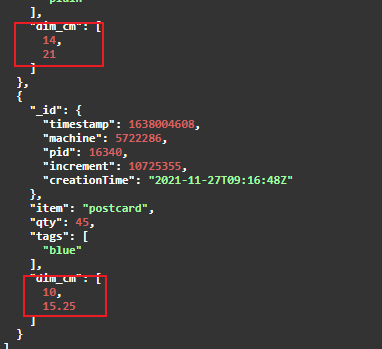 "plain"
],
"dim_cm": [
14,
21
]
},
{
"_id": {
"timestamp": 1638004608,
"machine": 5722286,
"pid": 16340,
"increment": 10725355,
"creationTime": "2021-11-27T09:16:48Z"
},
"item": "postcard",
"qty": 45,
"tags": [
"blue"
],
"dim_cm": [
10,
15.25
]
}
]